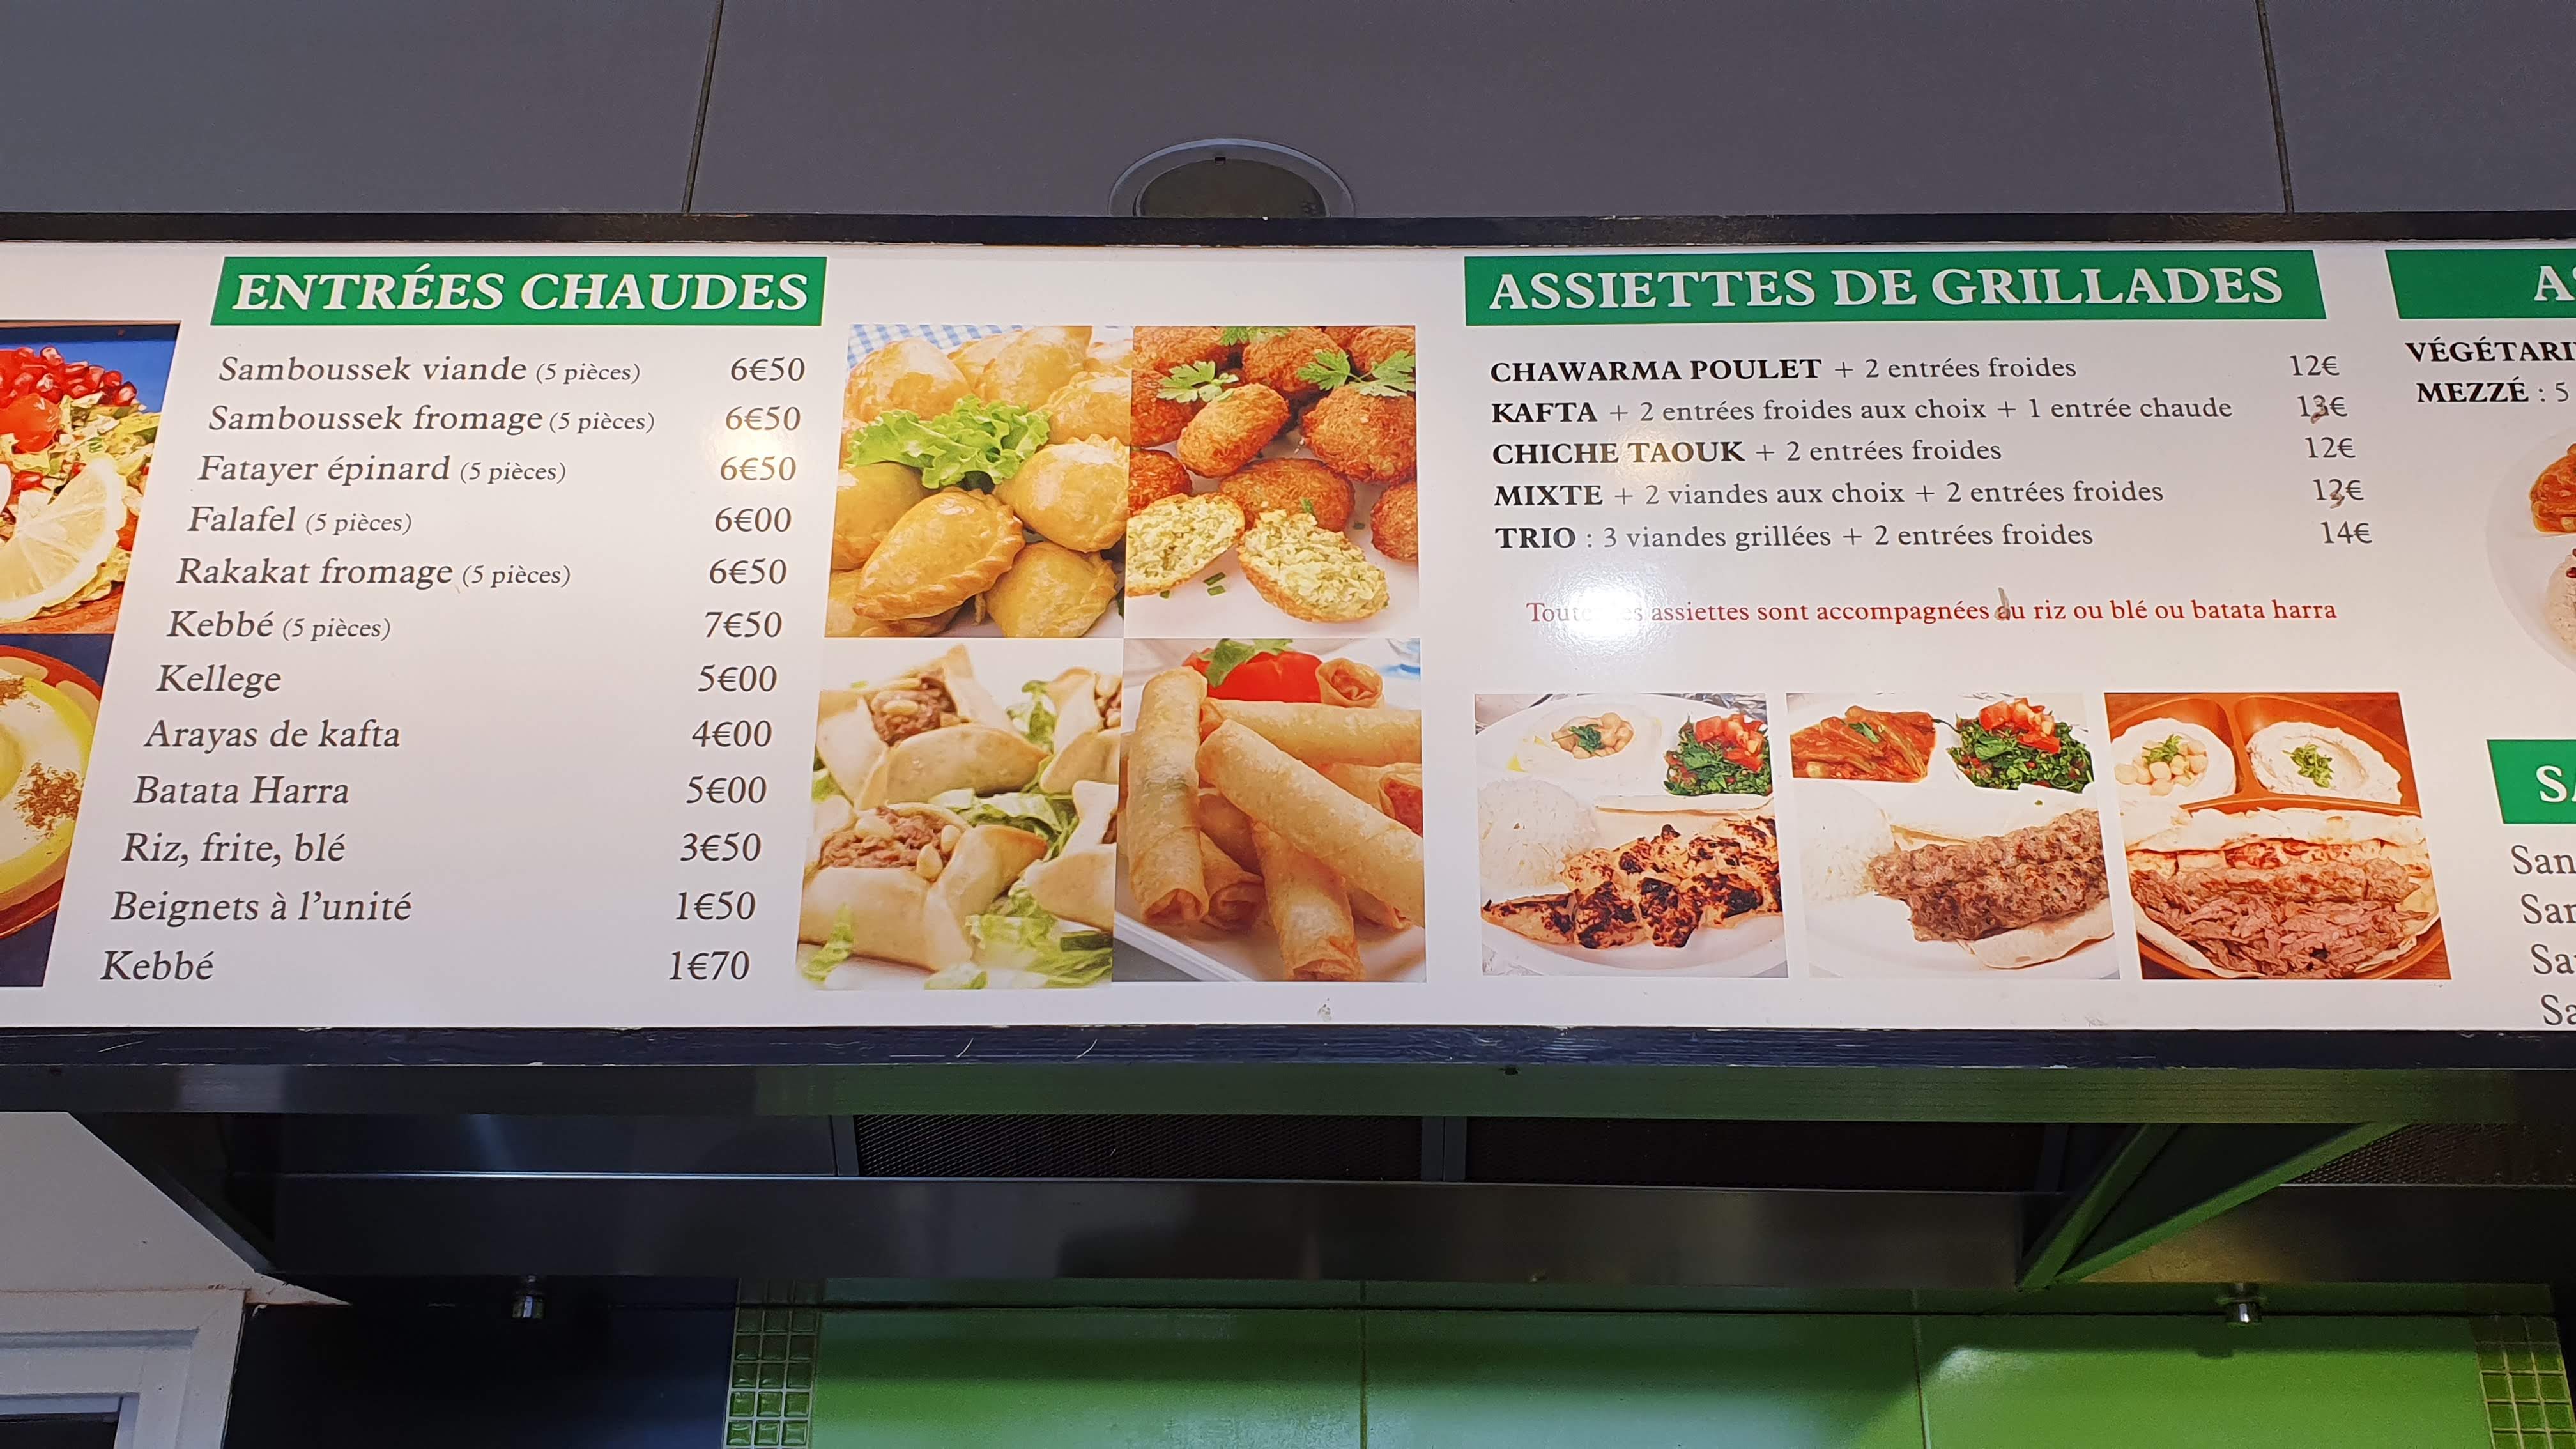 ENTRÉES CHAUDES
Samboussek viande (5 pièces) 6€50
Samboussek fromage (5 pièces) 6€50
Fatayer épinard (5 pièces) 6€50
Falafel (5 pièces) 6€00
Rakakat fromage (5 pièces) 6€50
Kebbé (5 pièces) 7€50
Kellege 5€00
Arayas de kafta 4€00
Batata Harra 5€00
Riz, frite, blé 3€50
Beignets à l'unité 1€50
Kebbé 1€70
ASSIETTES DE GRILLADES
CHAWARMA POULET + 2 entrées froides 12€
KAFTA + 2 entrées froides aux choix + 1 entrée chaude 13€
CHICHE TAOUK + 2 entrées froides 12€
MIXTE + 2 viandes aux choix + 2 entrées froides 13€
TRIO : 3 viandes grillées + 2 entrées froides 14€
assiettes sont accompagnées du riz ou blé ou batata harra
MEZZÉ : 5